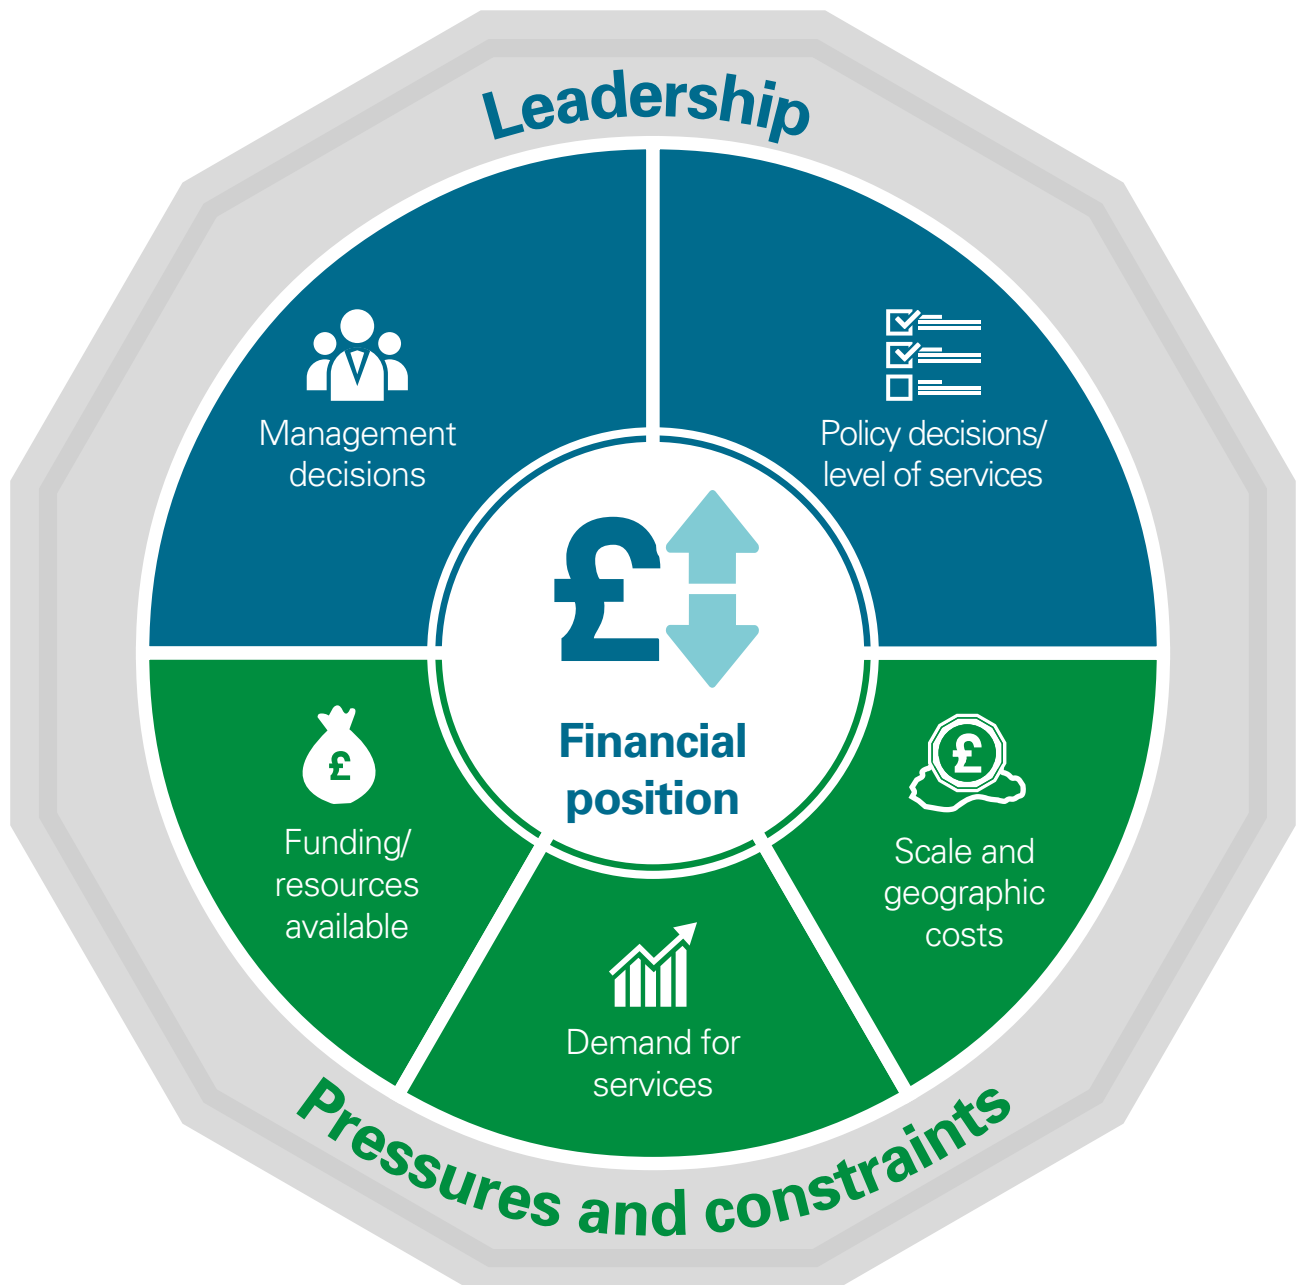 Leadership
Management
decisions
Policy decisions/
level of services
£
Financial
position
£
Funding/
resources
available
£
Scale and
geographic
costs
Demand for
services
Pressures and constraints